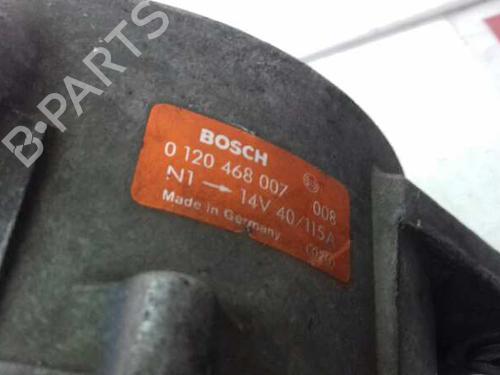 B-PARTS
BOSCH
0 120 468 007 008
N1 → 14V 40/115A
Made in Germany